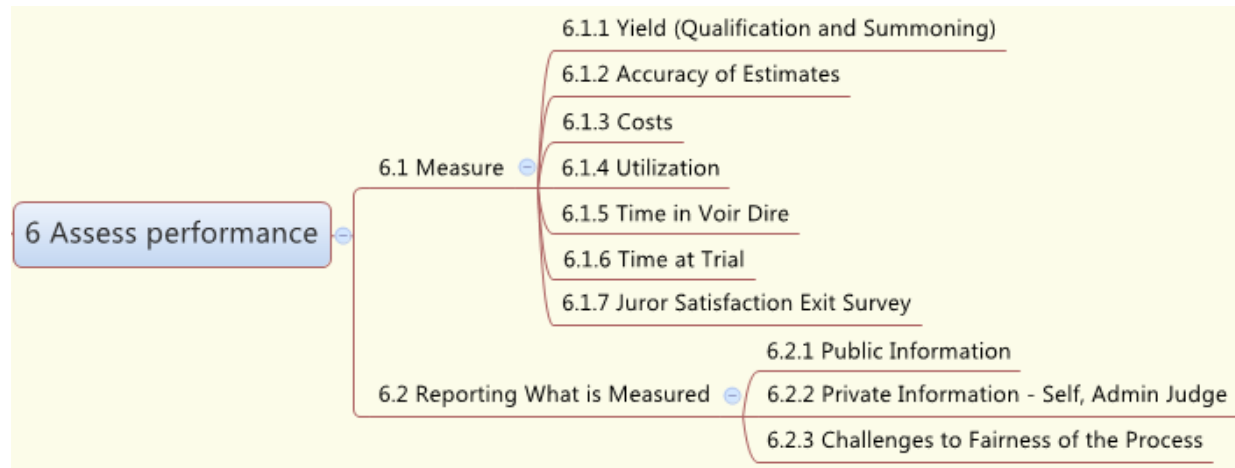 6 Assess performance
6.1 Measure
6.1.1 Yield (Qualification and Summoning)
6.1.2 Accuracy of Estimates
6.1.3 Costs
6.1.4 Utilization
6.1.5 Time in Voir Dire
6.1.6 Time at Trial
6.1.7 Juror Satisfaction Exit Survey
6.2 Reporting What is Measured
6.2.1 Public Information
6.2.2 Private Information - Self, Admin Judge
6.2.3 Challenges to Fairness of the Process